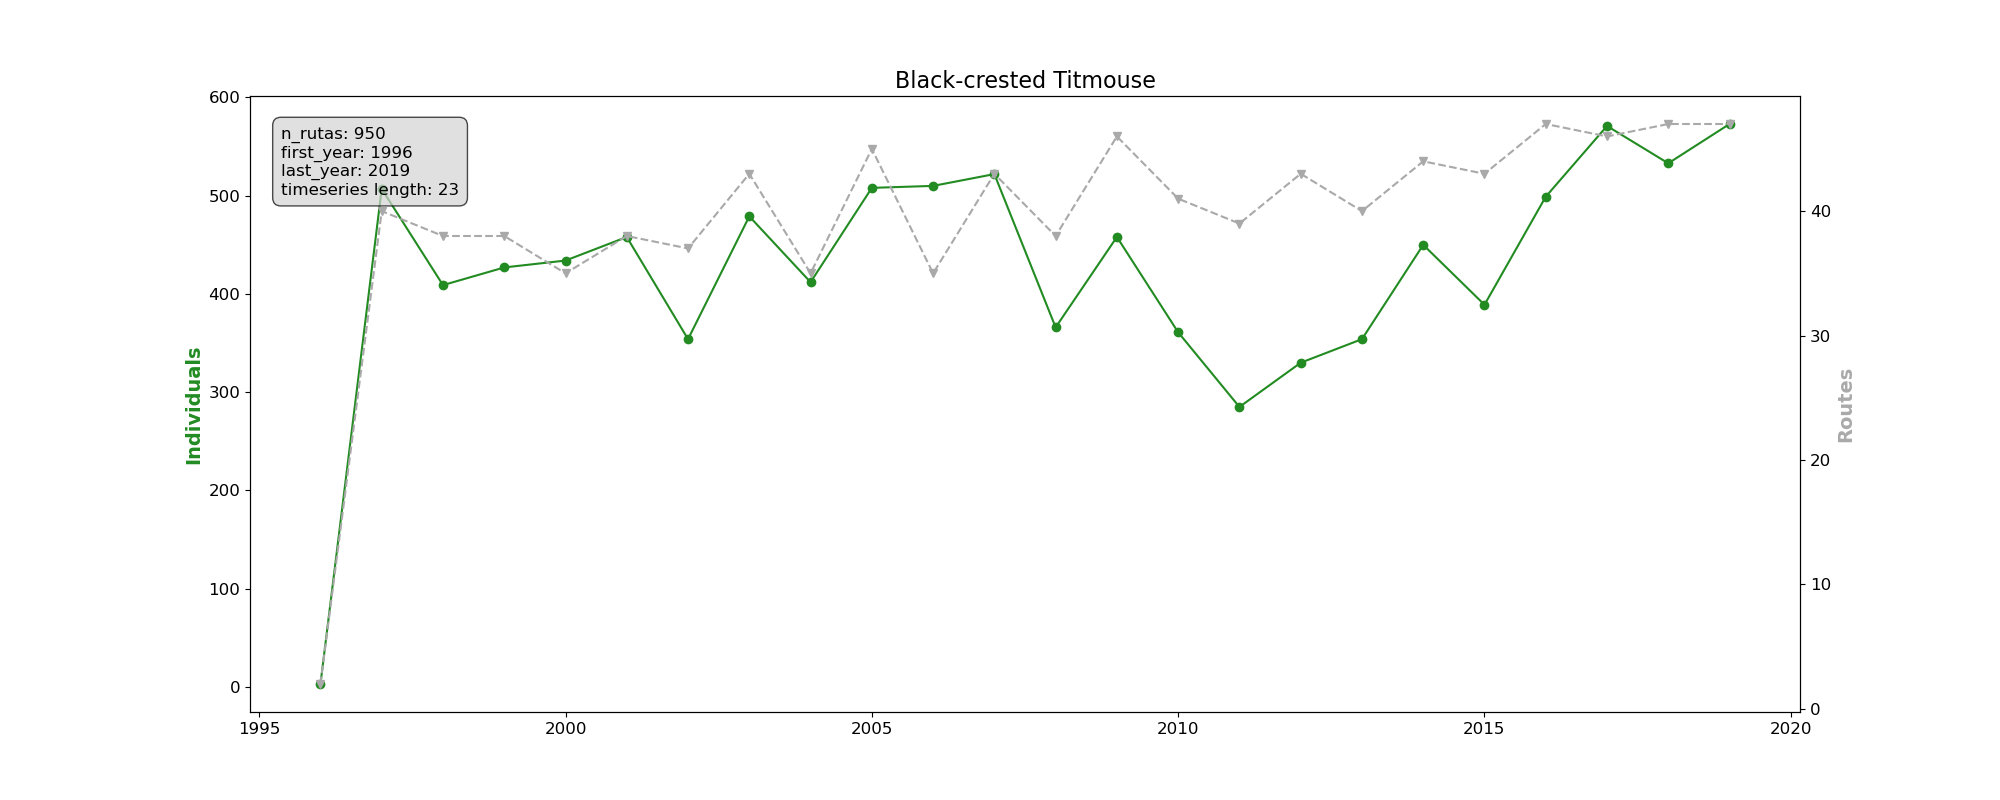 Black-crested Titmouse
n_rutas: 950
first_year: 1996
last_year: 2019
timeseries length: 23
600
500
400
300
200
100
0
Individuals
40
30
20
10
0
Routes
1995 2000 2005 2010 2015 2020